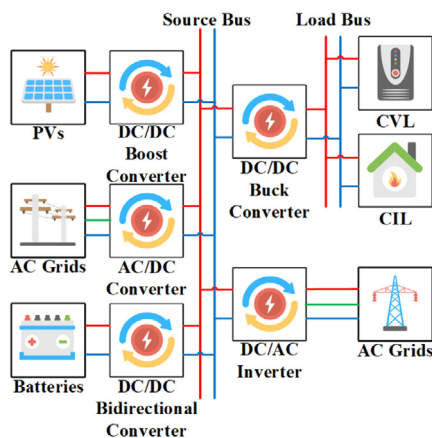 Source Bus
Load Bus
PVs
DC/DC
Boost
Converter
DC/DC
Buck
Converter
CVL
CIL
AC Grids
AC/DC
Converter
Batteries
DC/DC
Bidirectional
Converter
DC/AC
Inverter
AC Grids